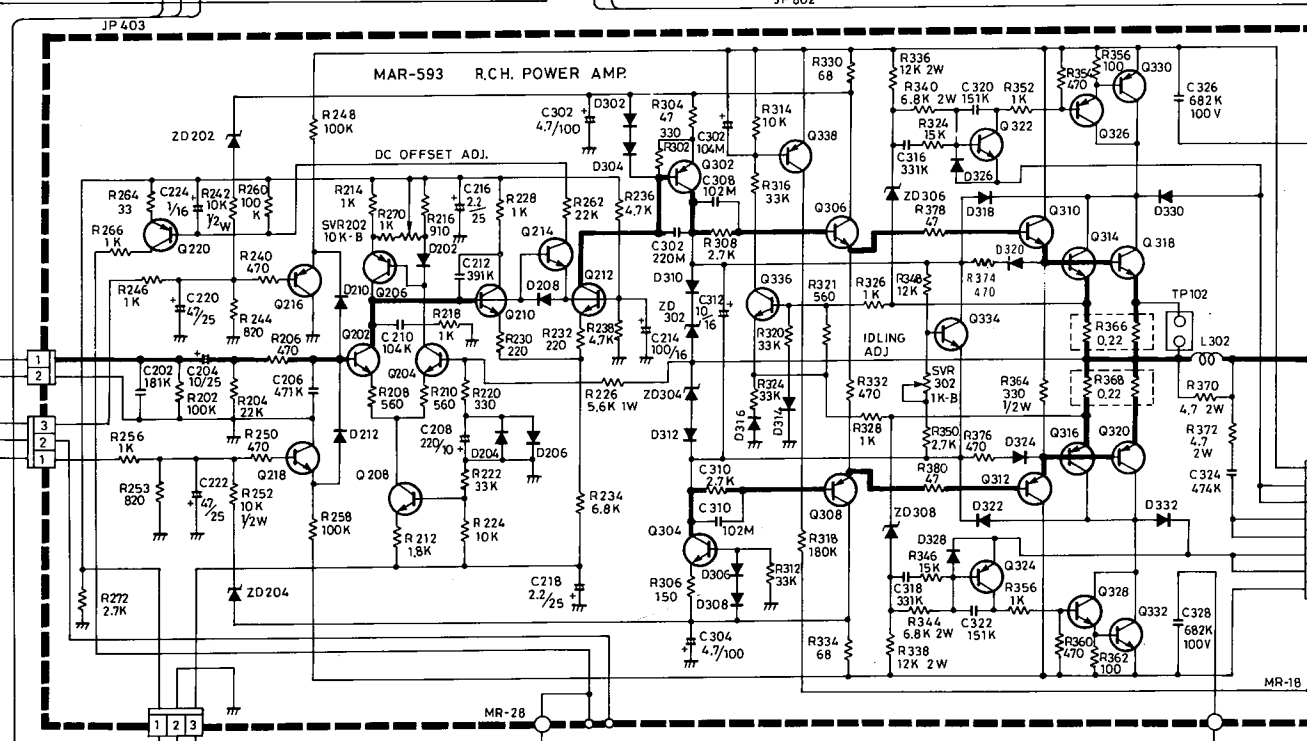 JP 802
JP 403
MAR-593 R.CH. POWER AMP.
R330
68
R336
12K 2W
R340
6.8K 2W
C320
151K
R352
1K
R354
470
R356
100
Q330
C326
682K
100V
ZD202
R248
100K
C302
4.7/100
D302
R304
47
330
R302
C302
104M
R314
10K
Q338
R324
15K
Q322
Q326
DC OFFSET ADJ.
D304
Q302
C308
102M
R316
33K
C316
331K
D326
R264
33
C224
1/16
R242
10K
1/2W
R260
100
K
R214
1K
R270
1K
R216
910
C216
2.2
25
R228
1K
R262
22K
R236
4.7K
ZD306
D318
D330
SVR202
10K-B
R266
1K
Q220
D202
Q214
C302
220M
R308
2.7K
Q306
R378
47
Q310
Q314
Q318
R240
470
Q206
C212
391K
Q212
D310
Q336
R321
560
R326
1K
R348
12K
D320
R374
470
TP102
R246
1K
C220
47/25
Q216
D210
Q210
D208
ZD
302
C312
10
16
R244
820
R206
470
Q202
C210
104K
R218
1K
R230
220
R232
220
R238
4.7K
C214
100/16
R320
33K
Q334
IDLING
ADJ
R366
0,22
L302
1
2
C202
181K
C204
10/25
R202
100K
R204
22K
C206
471K
Q204
R208
560
R210
560
R220
330
R226
5,6K 1W
ZD304
R324
33K
D316
D314
R332
470
SVR
302
1K-B
R364
330
1/2W
R368
0,22
R370
4.7 2W
3
2
1
R256
1K
R250
470
D212
C208
220/10
D204
D206
D312
R328
1K
R350
2.7K
R376
470
D324
Q316
Q320
R372
4.7
2W
Q218
Q208
R222
33K
C310
2.7K
R380
47
Q312
C324
474K
R253
820
C222
47/25
R252
10K
1/2W
R258
100K
R212
1,8K
R224
10K
R234
6.8K
C310
102M
Q304
Q308
ZD308
D322
D332
R318
180K
D328
R346
15K
Q324
R272
2.7K
ZD204
C218
2.2/25
R306
150
D306
D308
R312
33K
C318
331K
R344
6.8K 2W
C322
151K
R356
1K
Q328
Q332
C328
682K
100V
C304
4.7/100
R334
68
R338
12K 2W
R360
470
R362
100
MR-18
MR-28
1 2 3